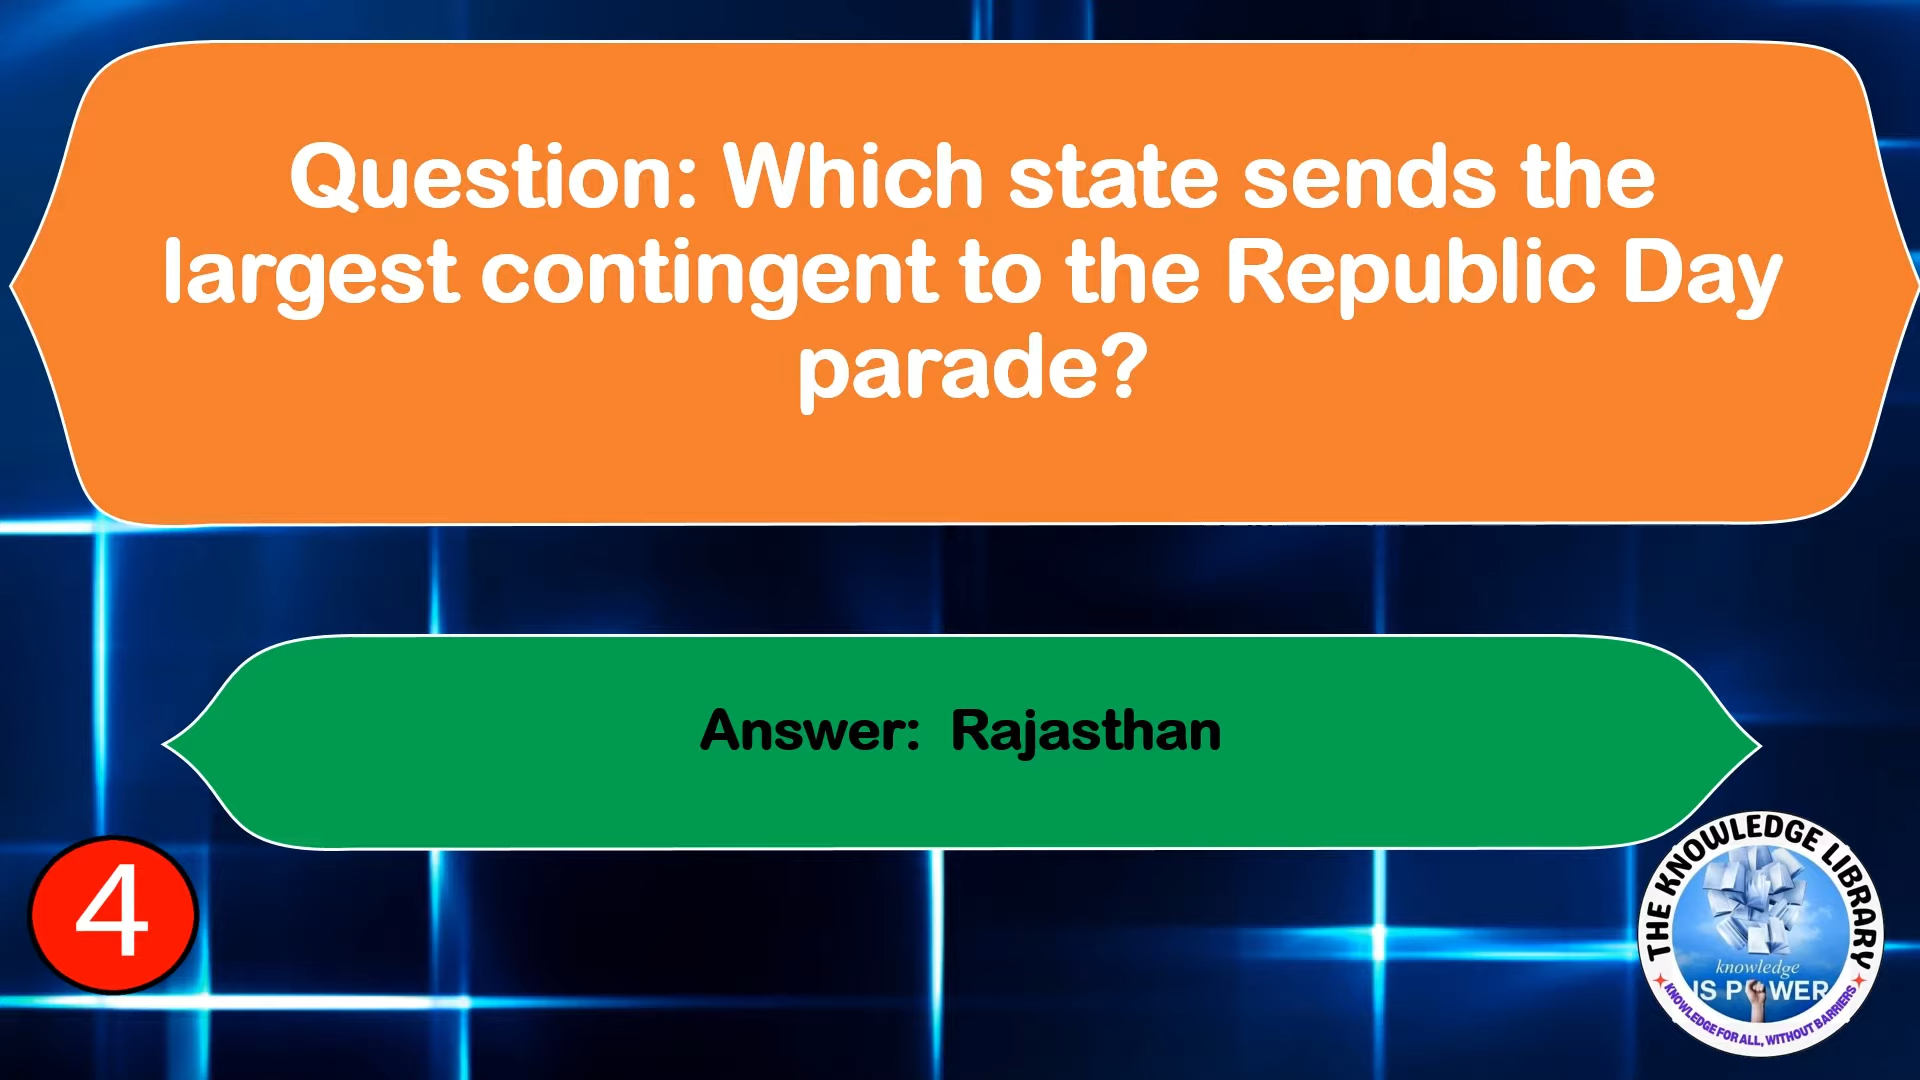 Question: Which state sends the
largest contingent to the Republic Day
parade?
Answer: Rajasthan
4
THE KNOWLEDGE LIBRARY
knowledge
IS POWER
KNOWLEDGE FOR ALL, WITHOUT BARRIERS